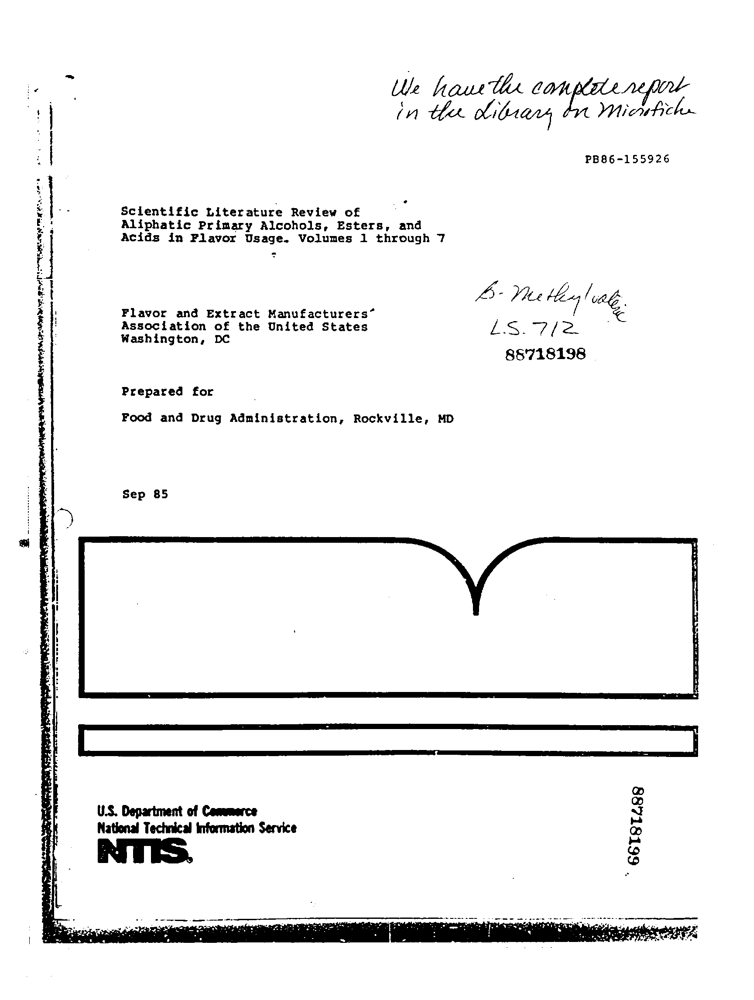 We have the complete report
in the Library on Microfiche
PB86-155926
Scientific Literature Review of
Aliphatic Primary Alcohols, Esters, and
Acids in Flavor Usage. Volumes 1 through 7
B-Methylvaleric
L.S. 712
88718198
Flavor and Extract Manufacturers'
Association of the United States
Washington, DC
Prepared for
Food and Drug Administration, Rockville, MD
Sep 85
U.S. Department of Commerce
National Technical Information Service
NTIS®
88718199